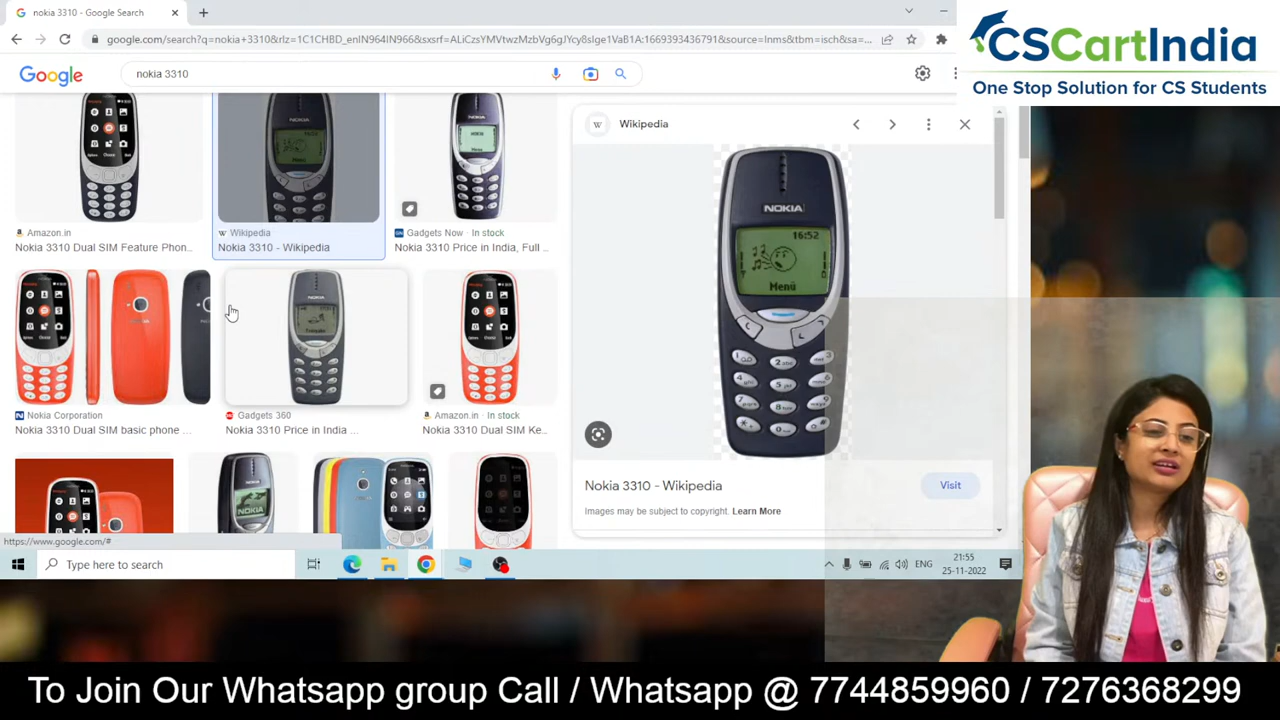 nokia 3310 - Google Search
google.com/search?q=nokia+3310&rlz=1C1CHBD_enIN964IN966&sxsrf=ALiCzsYMVtwzMzbVg6gJYcy8slge1VaB1A:1669393436791&source=lnms&tbm=isch&sa=...
CSCartIndia
One Stop Solution for CS Students
Google
nokia 3310
W Wikipedia
Amazon.in
Nokia 3310 Dual SIM Feature Phon...
W Wikipedia
Nokia 3310 - Wikipedia
Gadgets Now · In stock
Nokia 3310 Price in India, Full ...
NOKIA
16:52
Menü
Nokia Corporation
Nokia 3310 Dual SIM basic phone ...
Gadgets 360
Nokia 3310 Price in India ...
Amazon.in · In stock
Nokia 3310 Dual SIM Ke...
Nokia 3310 - Wikipedia
Visit
Images may be subject to copyright. Learn More
https://www.google.com/#
Type here to search
ENG
21:55
25-11-2022
To Join Our Whatsapp group Call / Whatsapp @ 7744859960 / 7276368299